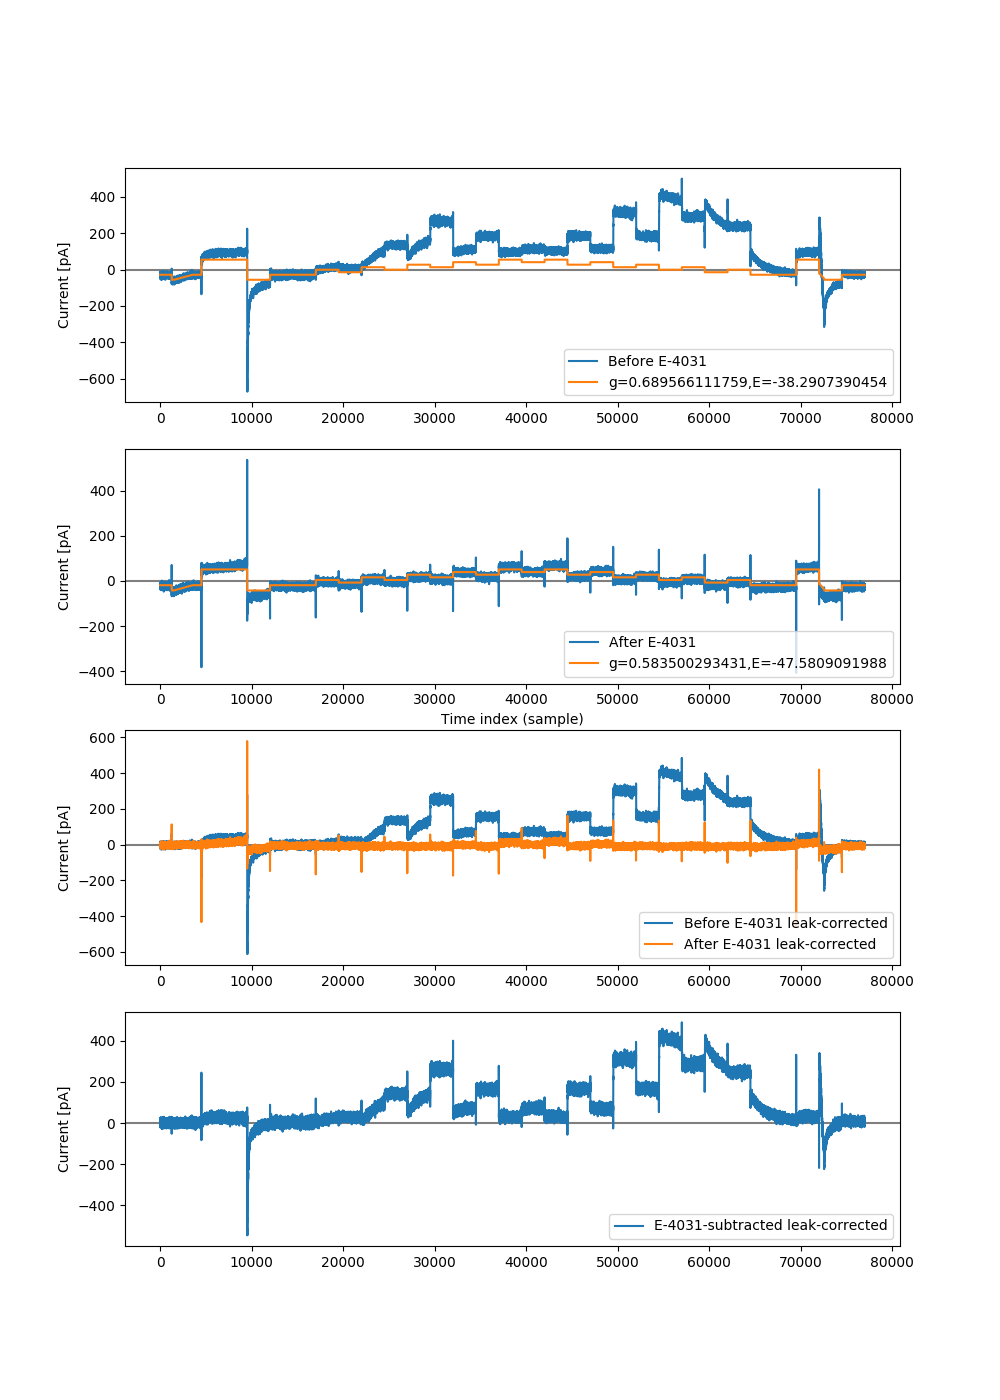 400
200
0
−200
−400
−600
Current [pA]
Before E-4031
g=0.689566111759,E=-38.2907390454
0 10000 20000 30000 40000 50000 60000 70000 80000
400
200
0
−200
−400
Current [pA]
After E-4031
g=0.583500293431,E=-47.5809091988
0 10000 20000 30000 40000 50000 60000 70000 80000
Time index (sample)
600
400
200
0
−200
−400
−600
Current [pA]
Before E-4031 leak-corrected
After E-4031 leak-corrected
0 10000 20000 30000 40000 50000 60000 70000 80000
400
200
0
−200
−400
Current [pA]
E-4031-subtracted leak-corrected
0 10000 20000 30000 40000 50000 60000 70000 80000